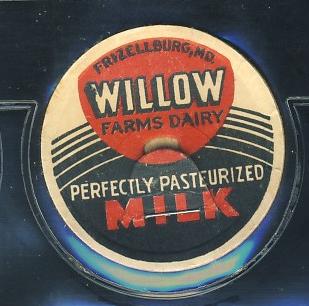 FRIZELLBURG, MD.
WILLOW
FARMS DAIRY
PERFECTLY PASTEURIZED
MILK